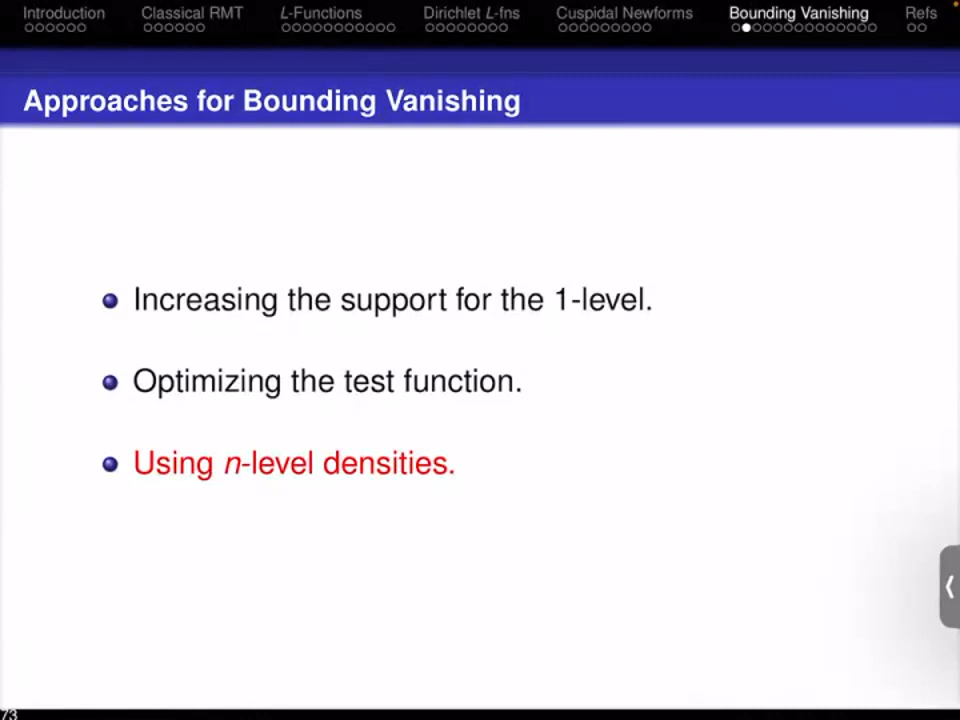 Introduction Classical RMT L-Functions Dirichlet L-fns Cuspidal Newforms Bounding Vanishing Refs
Approaches for Bounding Vanishing
Increasing the support for the 1-level.
Optimizing the test function.
Using n-level densities.
73